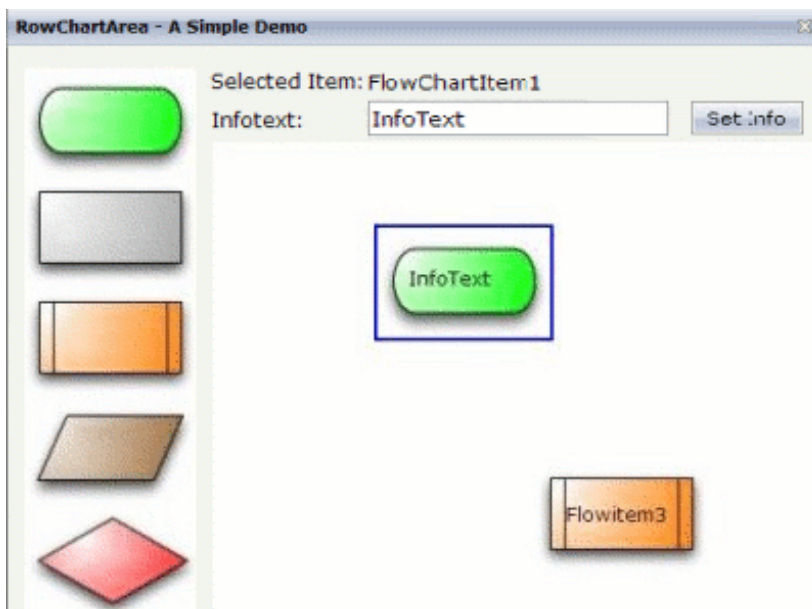 RowChartArea - A Simple Demo
Selected Item: FlowChartItem1
Infotext: InfoText Set Info
InfoText
Flowitem3